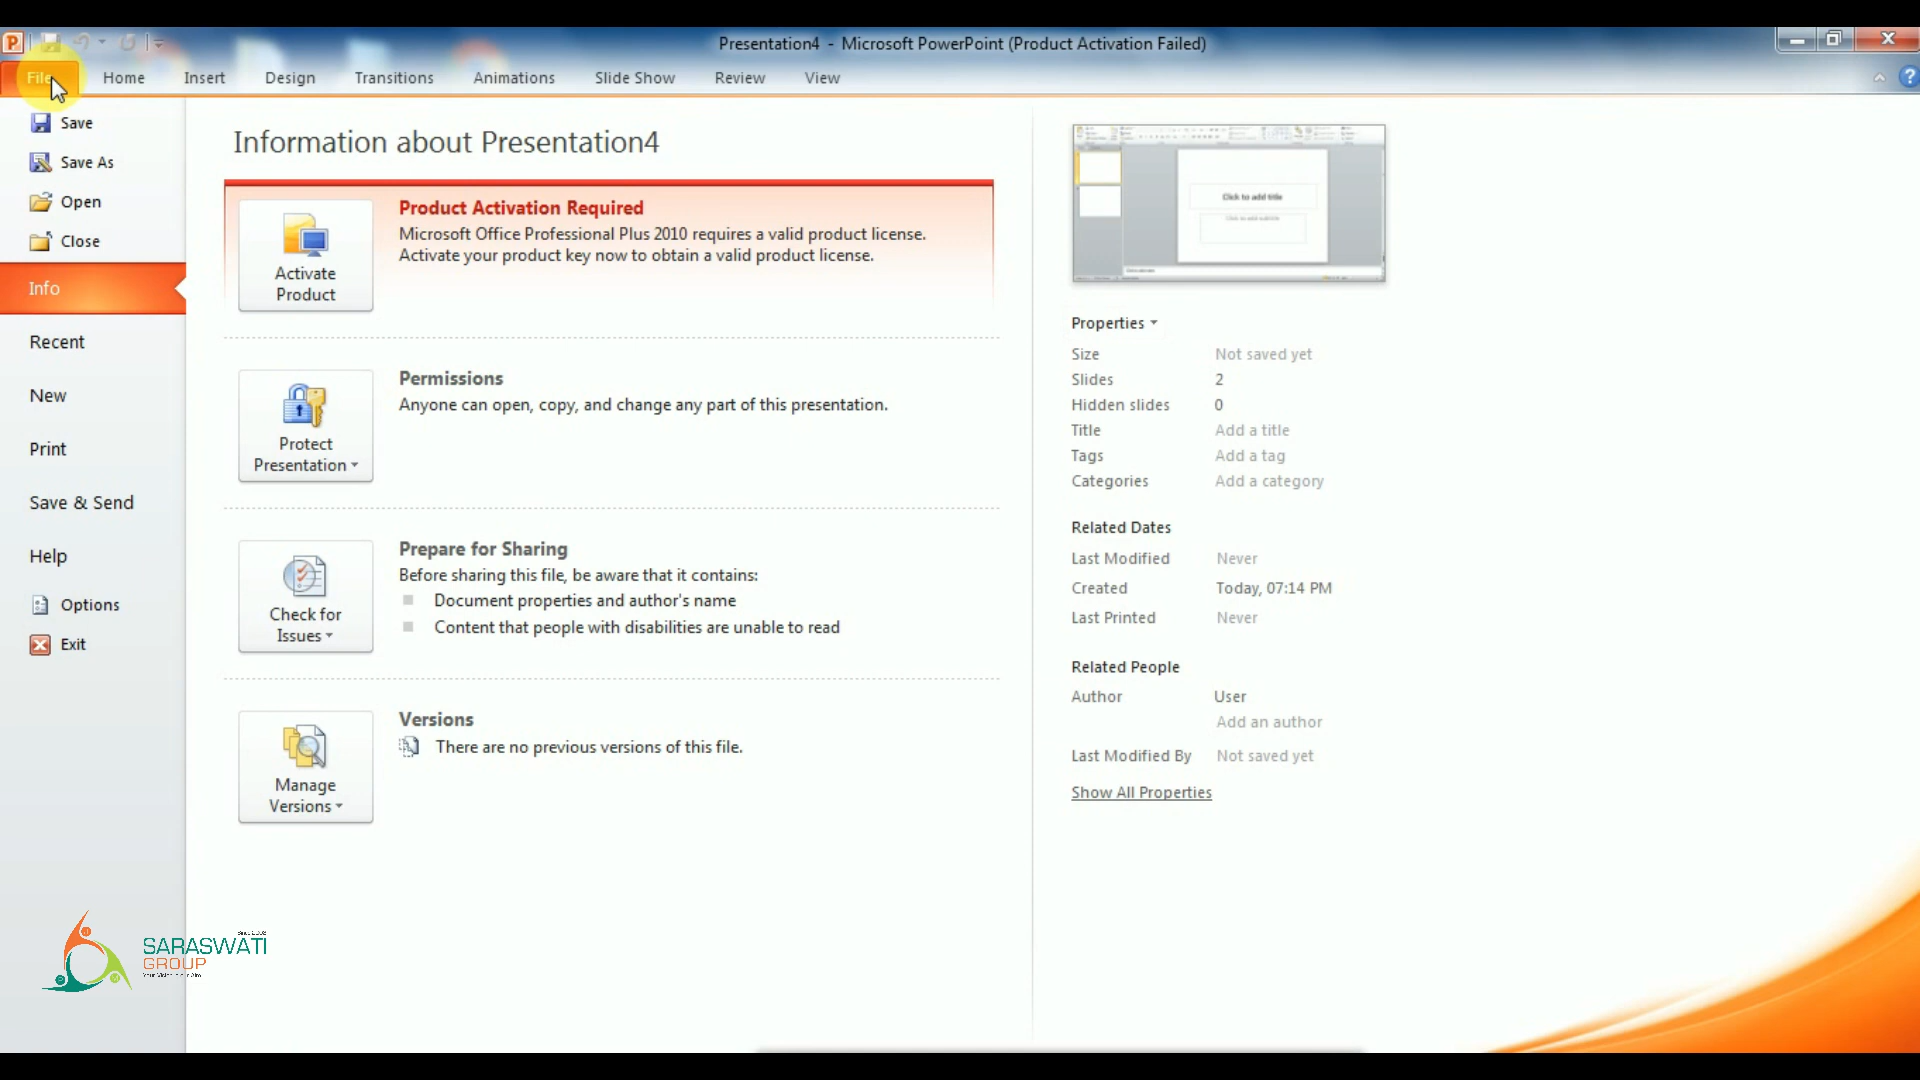 Presentation4 - Microsoft PowerPoint (Product Activation Failed)
File Home Insert Design Transitions Animations Slide Show Review View
Save
Save As
Open
Close
Info
Recent
New
Print
Save & Send
Help
Options
Exit
Information about Presentation4
Activate
Product
Product Activation Required
Microsoft Office Professional Plus 2010 requires a valid product license.
Activate your product key now to obtain a valid product license.
Protect
Presentation
Permissions
Anyone can open, copy, and change any part of this presentation.
Check for
Issues
Prepare for Sharing
Before sharing this file, be aware that it contains:
Document properties and author's name
Content that people with disabilities are unable to read
Manage
Versions
Versions
There are no previous versions of this file.
Click to add title
Click to add subtitle
Properties
Size Not saved yet
Slides 2
Hidden slides 0
Title Add a title
Tags Add a tag
Categories Add a category
Related Dates
Last Modified Never
Created Today, 07:14 PM
Last Printed Never
Related People
Author User
Add an author
Last Modified By Not saved yet
Show All Properties
SARASWATI
GROUP